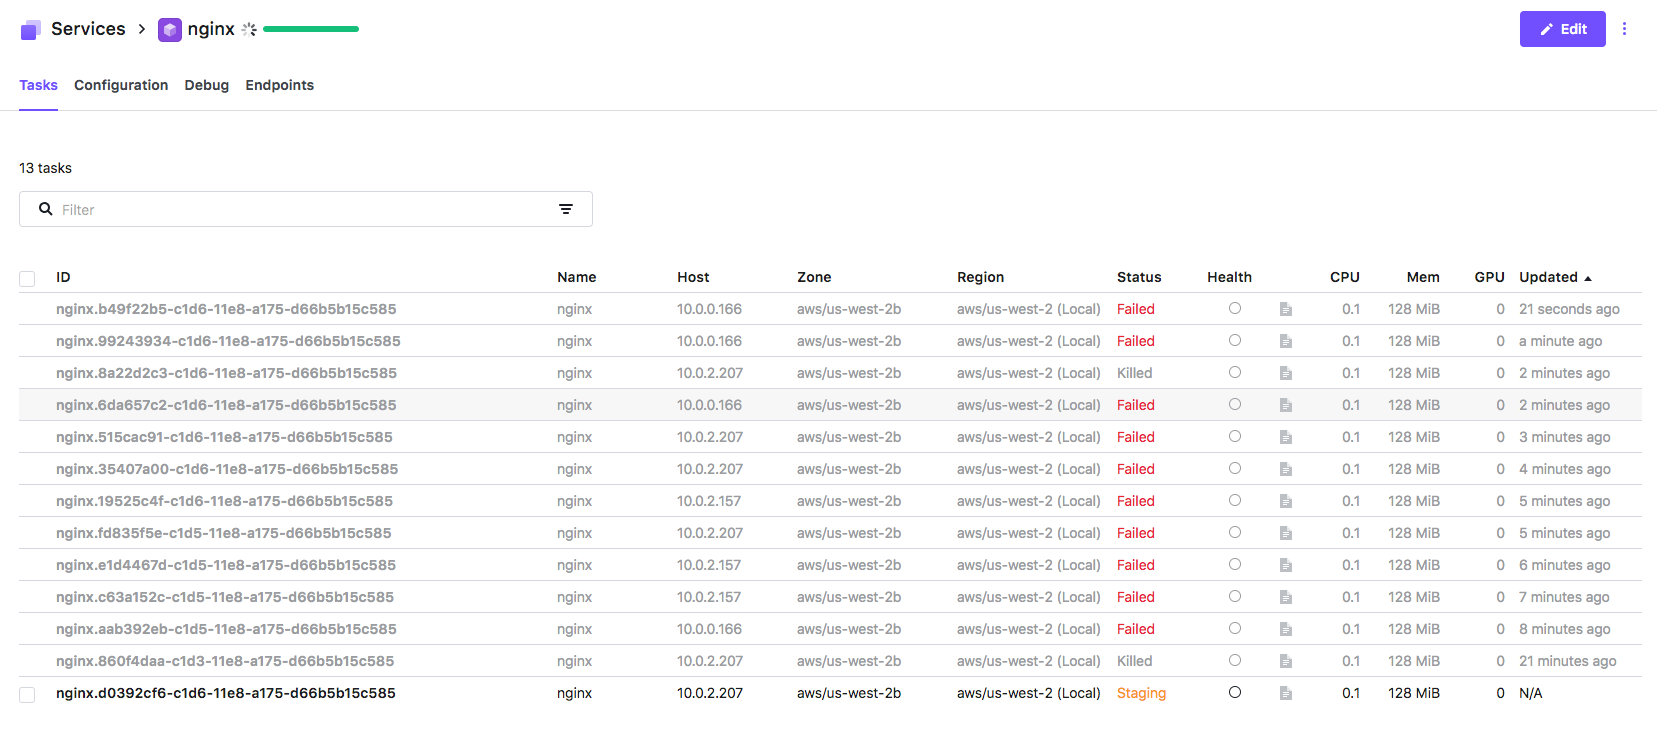 Services > nginx
Edit
Tasks Configuration Debug Endpoints
13 tasks
Filter
ID Name Host Zone Region Status Health CPU Mem GPU Updated
nginx.b49f22b5-c1d6-11e8-a175-d66b5b15c585 nginx 10.0.0.166 aws/us-west-2b aws/us-west-2 (Local) Failed 0.1 128 MiB 0 21 seconds ago
nginx.99243934-c1d6-11e8-a175-d66b5b15c585 nginx 10.0.0.166 aws/us-west-2b aws/us-west-2 (Local) Failed 0.1 128 MiB 0 a minute ago
nginx.8a22d2c3-c1d6-11e8-a175-d66b5b15c585 nginx 10.0.2.207 aws/us-west-2b aws/us-west-2 (Local) Killed 0.1 128 MiB 0 2 minutes ago
nginx.6da657c2-c1d6-11e8-a175-d66b5b15c585 nginx 10.0.0.166 aws/us-west-2b aws/us-west-2 (Local) Failed 0.1 128 MiB 0 2 minutes ago
nginx.515cac91-c1d6-11e8-a175-d66b5b15c585 nginx 10.0.2.207 aws/us-west-2b aws/us-west-2 (Local) Failed 0.1 128 MiB 0 3 minutes ago
nginx.35407a00-c1d6-11e8-a175-d66b5b15c585 nginx 10.0.2.207 aws/us-west-2b aws/us-west-2 (Local) Failed 0.1 128 MiB 0 4 minutes ago
nginx.19525c4f-c1d6-11e8-a175-d66b5b15c585 nginx 10.0.2.157 aws/us-west-2b aws/us-west-2 (Local) Failed 0.1 128 MiB 0 5 minutes ago
nginx.fd835f5e-c1d5-11e8-a175-d66b5b15c585 nginx 10.0.2.207 aws/us-west-2b aws/us-west-2 (Local) Failed 0.1 128 MiB 0 5 minutes ago
nginx.e1d4467d-c1d5-11e8-a175-d66b5b15c585 nginx 10.0.2.157 aws/us-west-2b aws/us-west-2 (Local) Failed 0.1 128 MiB 0 6 minutes ago
nginx.c63a152c-c1d5-11e8-a175-d66b5b15c585 nginx 10.0.2.157 aws/us-west-2b aws/us-west-2 (Local) Failed 0.1 128 MiB 0 7 minutes ago
nginx.aab392eb-c1d5-11e8-a175-d66b5b15c585 nginx 10.0.0.166 aws/us-west-2b aws/us-west-2 (Local) Failed 0.1 128 MiB 0 8 minutes ago
nginx.860f4daa-c1d3-11e8-a175-d66b5b15c585 nginx 10.0.2.207 aws/us-west-2b aws/us-west-2 (Local) Killed 0.1 128 MiB 0 21 minutes ago
nginx.d0392cf6-c1d6-11e8-a175-d66b5b15c585 nginx 10.0.2.207 aws/us-west-2b aws/us-west-2 (Local) Staging 0.1 128 MiB 0 N/A